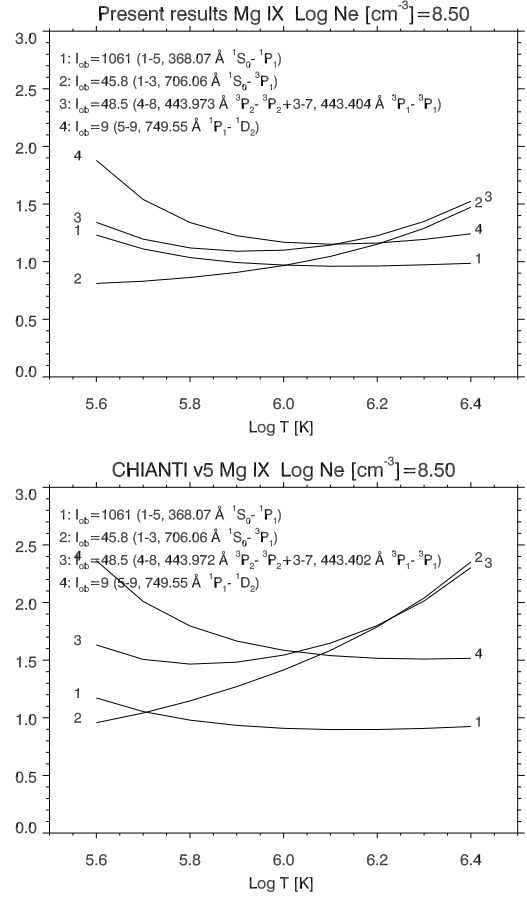 Present results Mg IX  Log Ne [cm⁻³]=8.50
3.0
1: I_ob=1061 (1-5, 368.07 Å  ¹S₀- ¹P₁)
2: I_ob=45.8 (1-3, 706.06 Å  ¹S₀- ³P₁)
2.5
3: I_ob=48.5 (4-8, 443.973 Å  ³P₂- ³P₂+3-7, 443.404 Å  ³P₁- ³P₁)
4: I_ob=9 (5-9, 749.55 Å  ¹P₁- ¹D₂)
2.0
4
1.5
3
1
2
2 3
4
1
1.0
0.5
0.0
5.6 5.8 6.0 6.2 6.4
Log T [K]
CHIANTI v5 Mg IX  Log Ne [cm⁻³]=8.50
3.0
1: I_ob=1061 (1-5, 368.07 Å  ¹S₀- ¹P₁)
2: I_ob=45.8 (1-3, 706.06 Å  ¹S₀- ³P₁)
2.5
4
3: I_ob=48.5 (4-8, 443.972 Å  ³P₂- ³P₂+3-7, 443.402 Å  ³P₁- ³P₁)
4: I_ob=9 (5-9, 749.55 Å  ¹P₁- ¹D₂)
2 3
2.0
3
4
1.5
1
2
1
1.0
0.5
0.0
5.6 5.8 6.0 6.2 6.4
Log T [K]